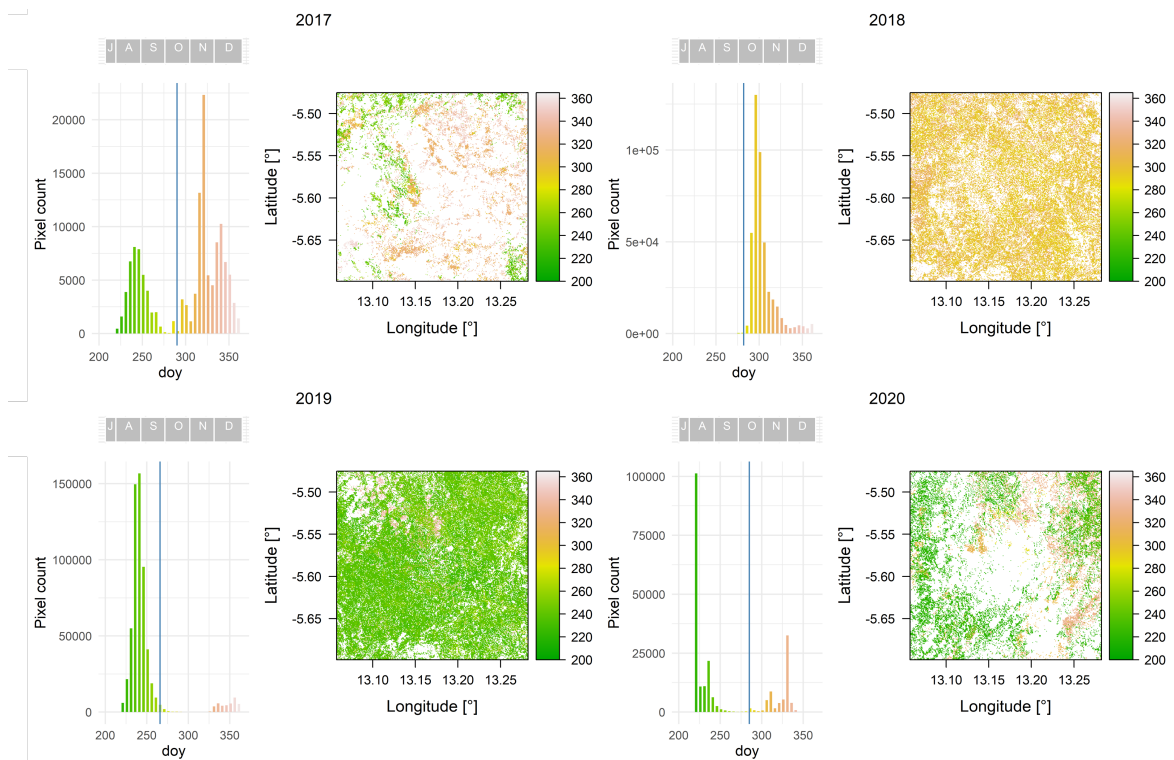 2017
J A S O N D
Pixel count
20000
15000
10000
5000
0
200 250 300 350
doy
Latitude [°]
-5.50
-5.55
-5.60
-5.65
13.10 13.15 13.20 13.25
Longitude [°]
360
340
320
300
280
260
240
220
200
2018
J A S O N D
Pixel count
1e+05
5e+04
0e+00
200 250 300 350
doy
Latitude [°]
-5.50
-5.55
-5.60
-5.65
13.10 13.15 13.20 13.25
Longitude [°]
360
340
320
300
280
260
240
220
200
2019
J A S O N D
Pixel count
150000
100000
50000
0
200 250 300 350
doy
Latitude [°]
-5.50
-5.55
-5.60
-5.65
13.10 13.15 13.20 13.25
Longitude [°]
360
340
320
300
280
260
240
220
200
2020
J A S O N D
Pixel count
100000
75000
50000
25000
0
200 250 300 350
doy
Latitude [°]
-5.50
-5.55
-5.60
-5.65
13.10 13.15 13.20 13.25
Longitude [°]
360
340
320
300
280
260
240
220
200